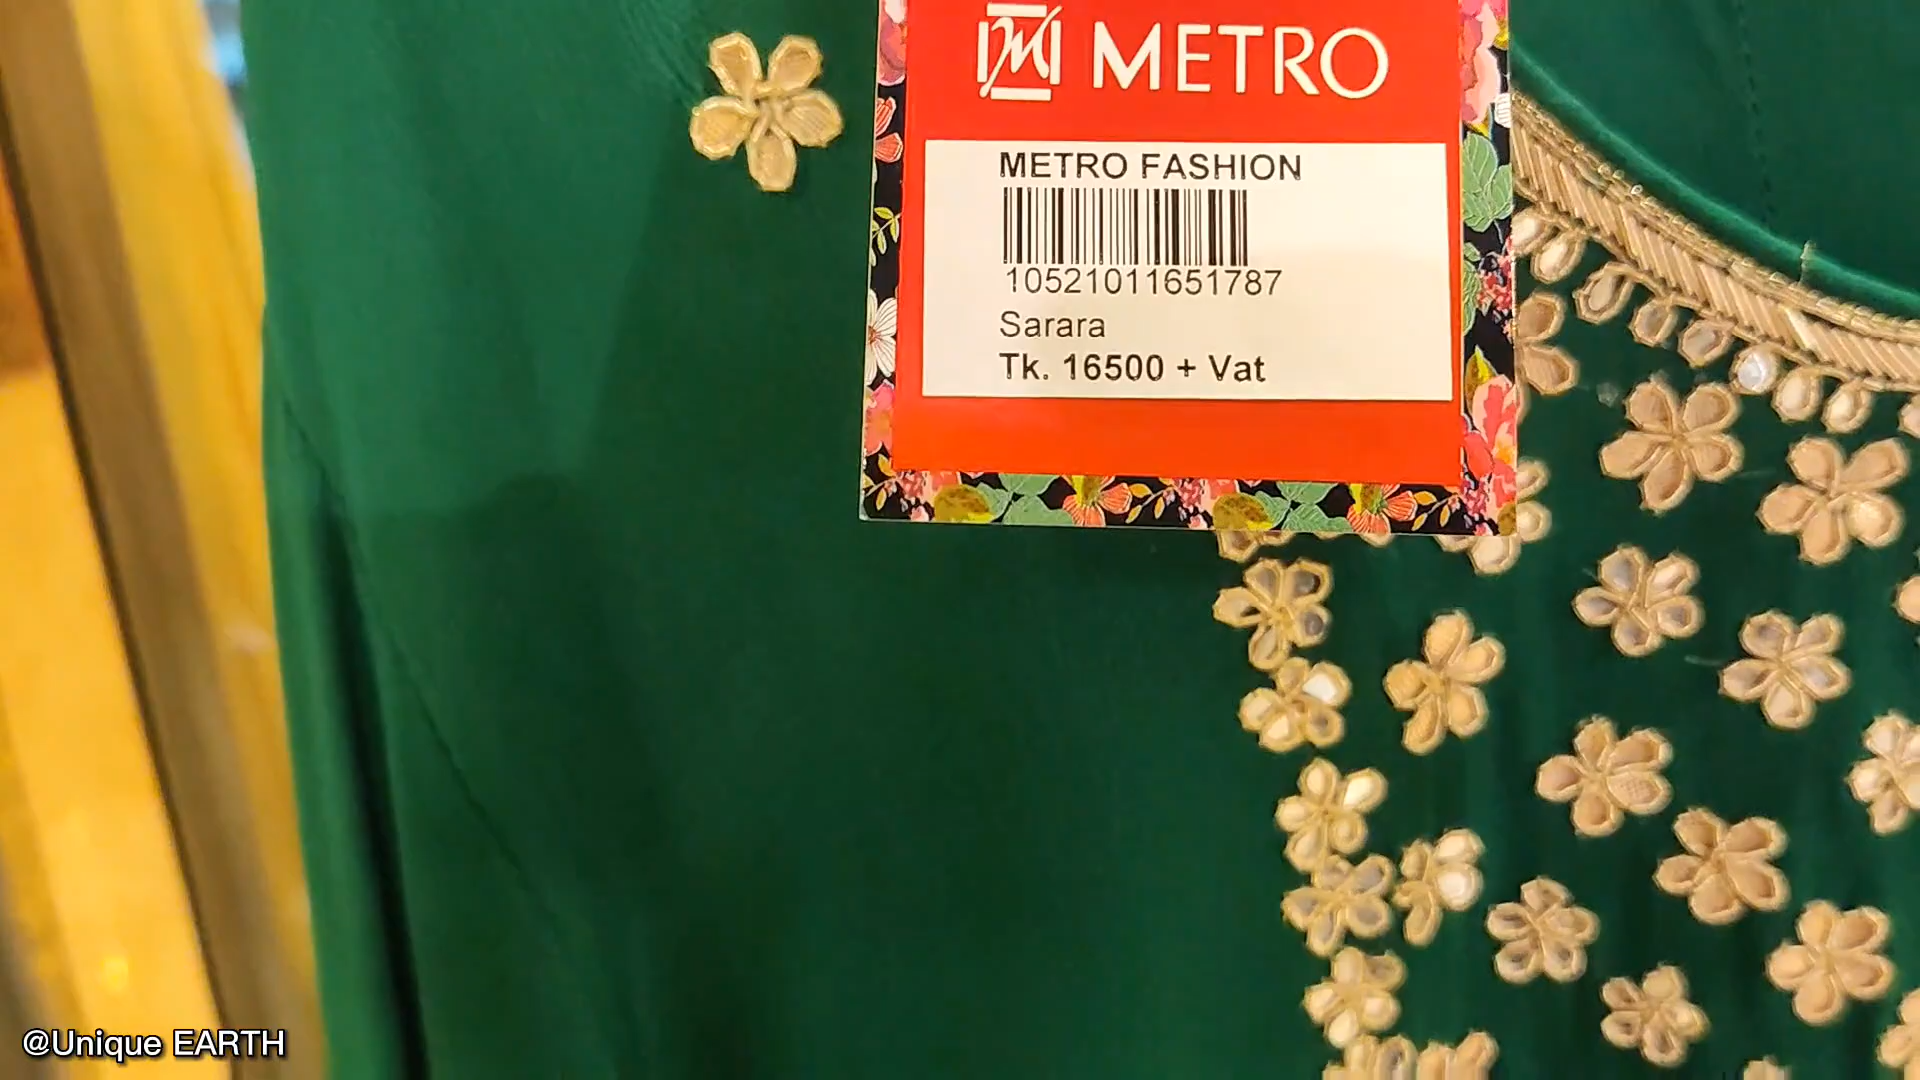 METRO
METRO FASHION
10521011651787
Sarara
Tk. 16500 + Vat
@Unique EARTH